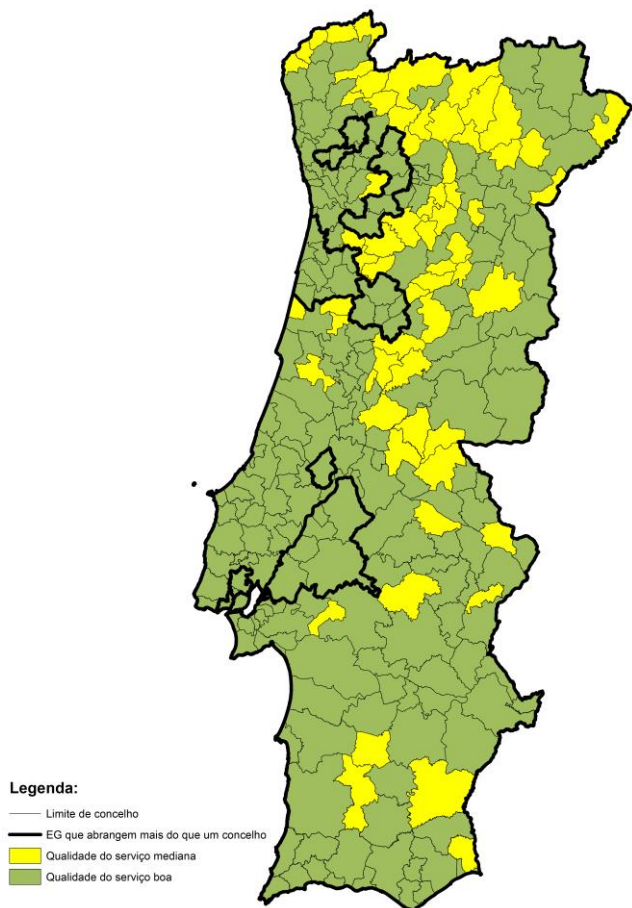 Legenda:
Limite de concelho
EG que abrangem mais do que um concelho
Qualidade do serviço mediana
Qualidade do serviço boa